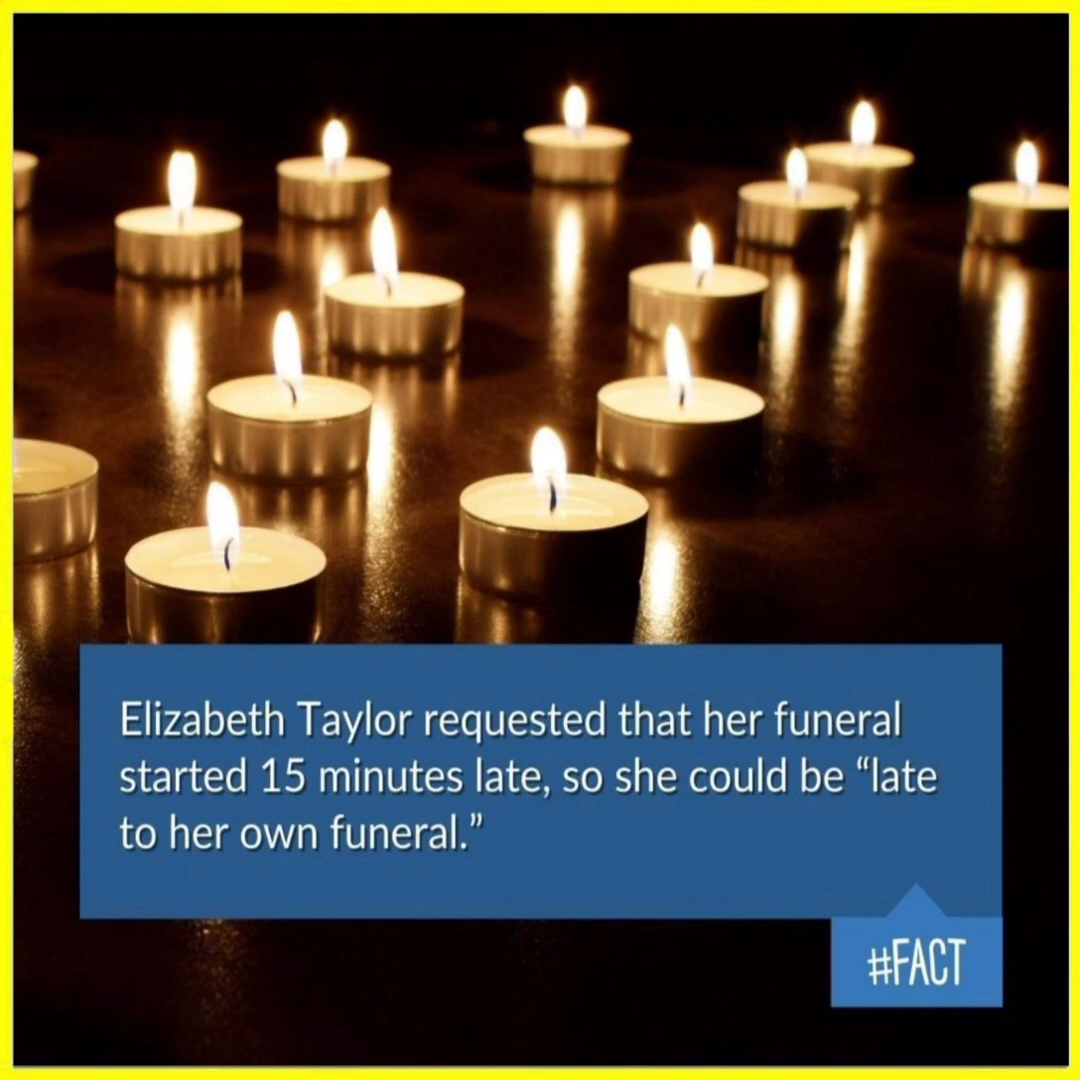 Elizabeth Taylor requested that her funeral
started 15 minutes late, so she could be “late
to her own funeral.”
#FACT